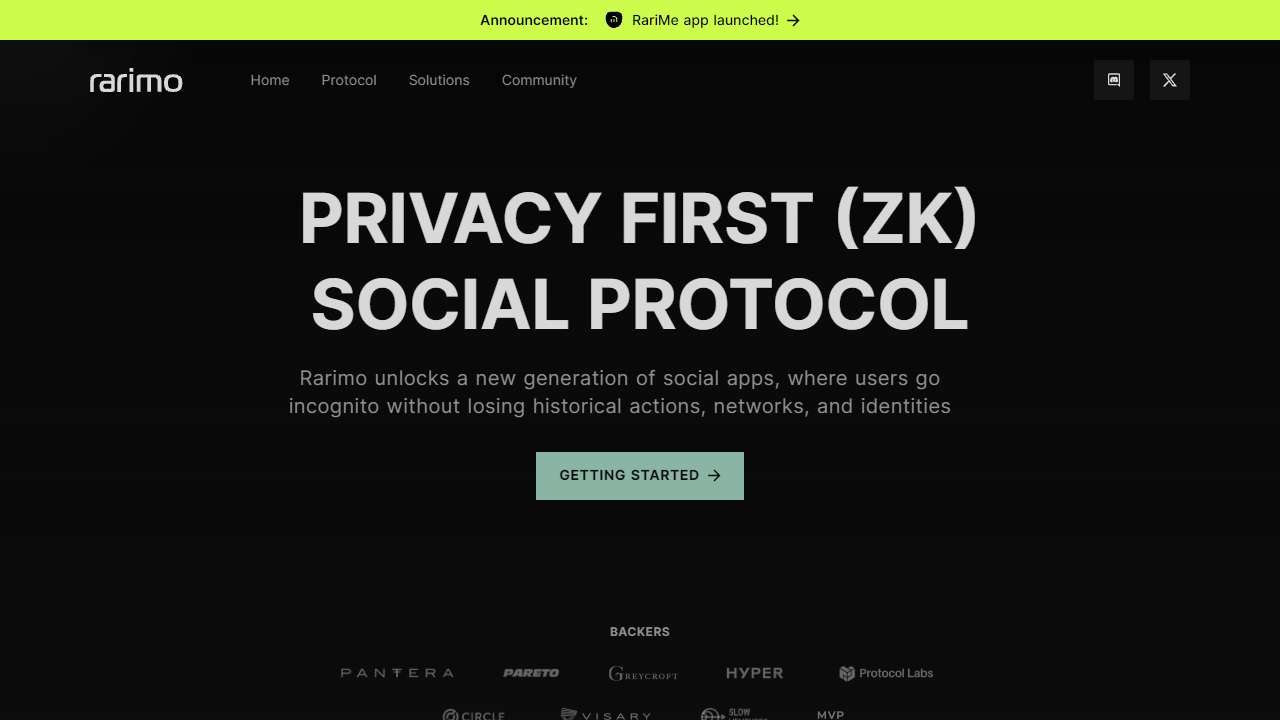 Announcement: RariMe app launched! →
rarimo Home Protocol Solutions Community
PRIVACY FIRST (ZK)
SOCIAL PROTOCOL
Rarimo unlocks a new generation of social apps, where users go
incognito without losing historical actions, networks, and identities
GETTING STARTED →
BACKERS
PANTERA PARETO GREYCROFT HYPER Protocol Labs
CIRCLE VISARY SLOW MVP